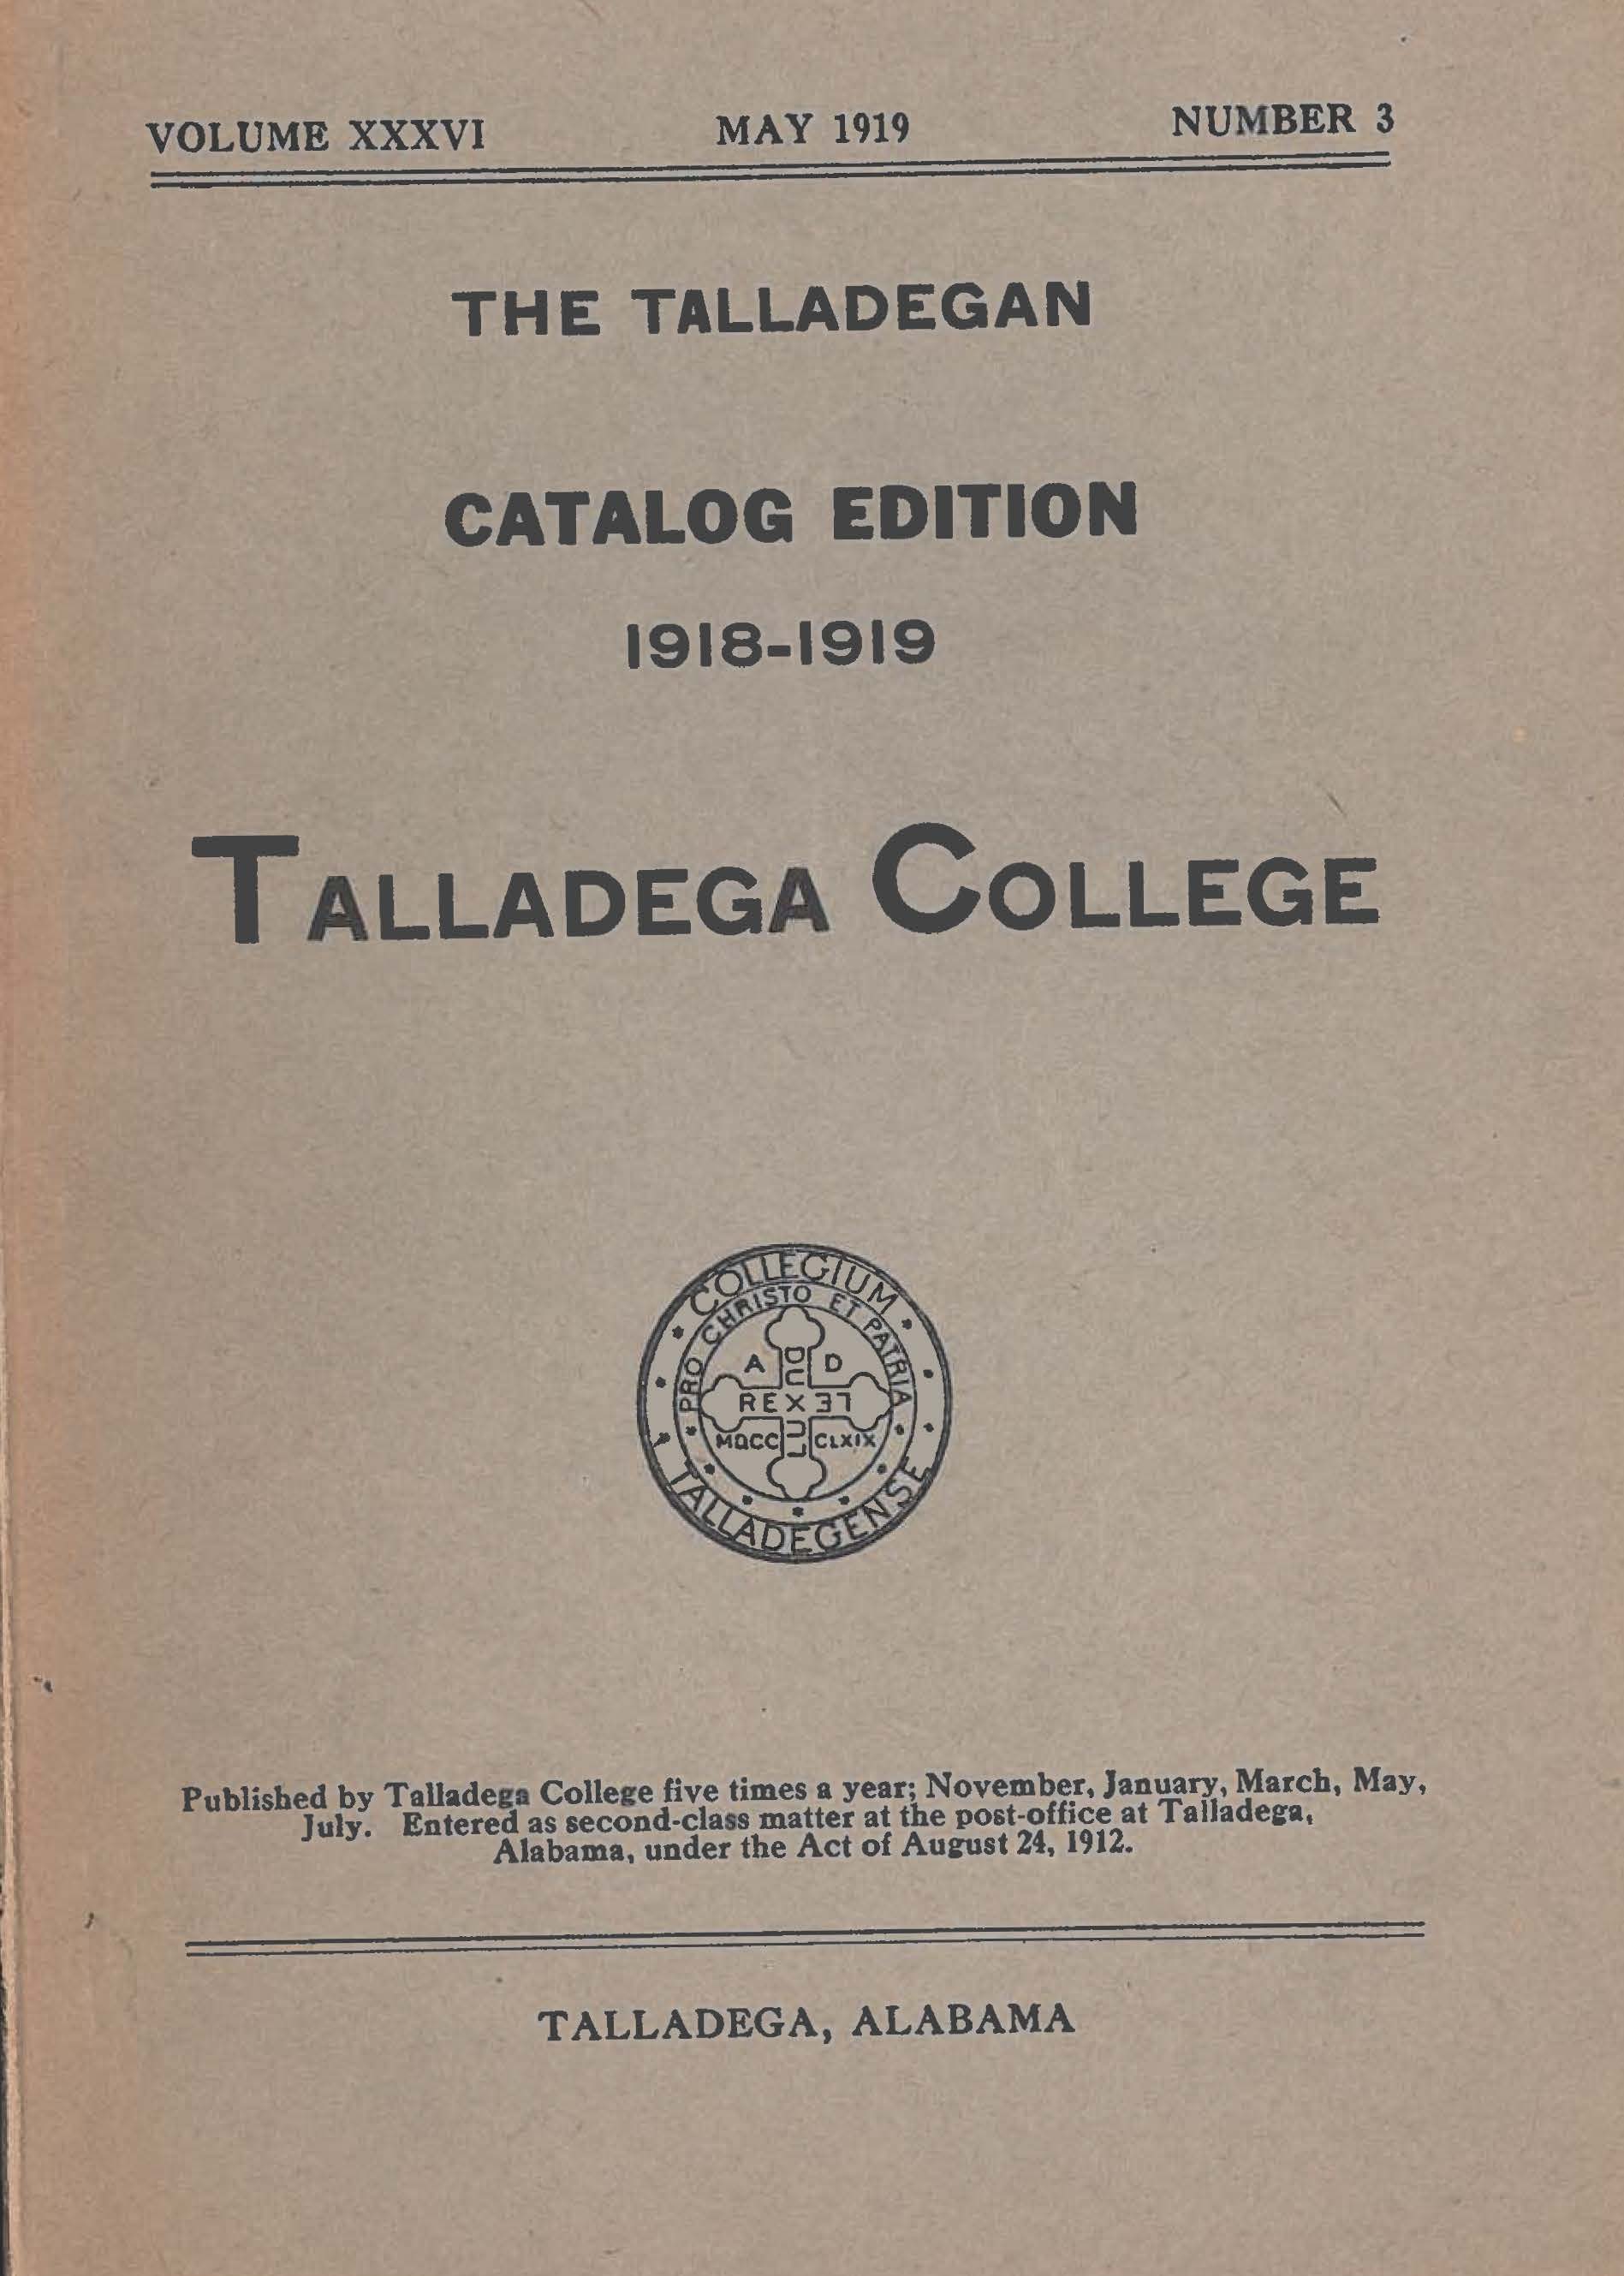 VOLUME XXXVI MAY 1919 NUMBER 3
THE TALLADEGAN
CATALOG EDITION
1918-1919
TALLADEGA COLLEGE
COLLEGIUM
PRO CHRISTO ET PATRIA
A D
REX
MDCC CLXIX
TALLADEGENSE
Published by Talladega College five times a year; November, January, March, May,
July. Entered as second-class matter at the post-office at Talladega,
Alabama, under the Act of August 24, 1912.
TALLADEGA, ALABAMA